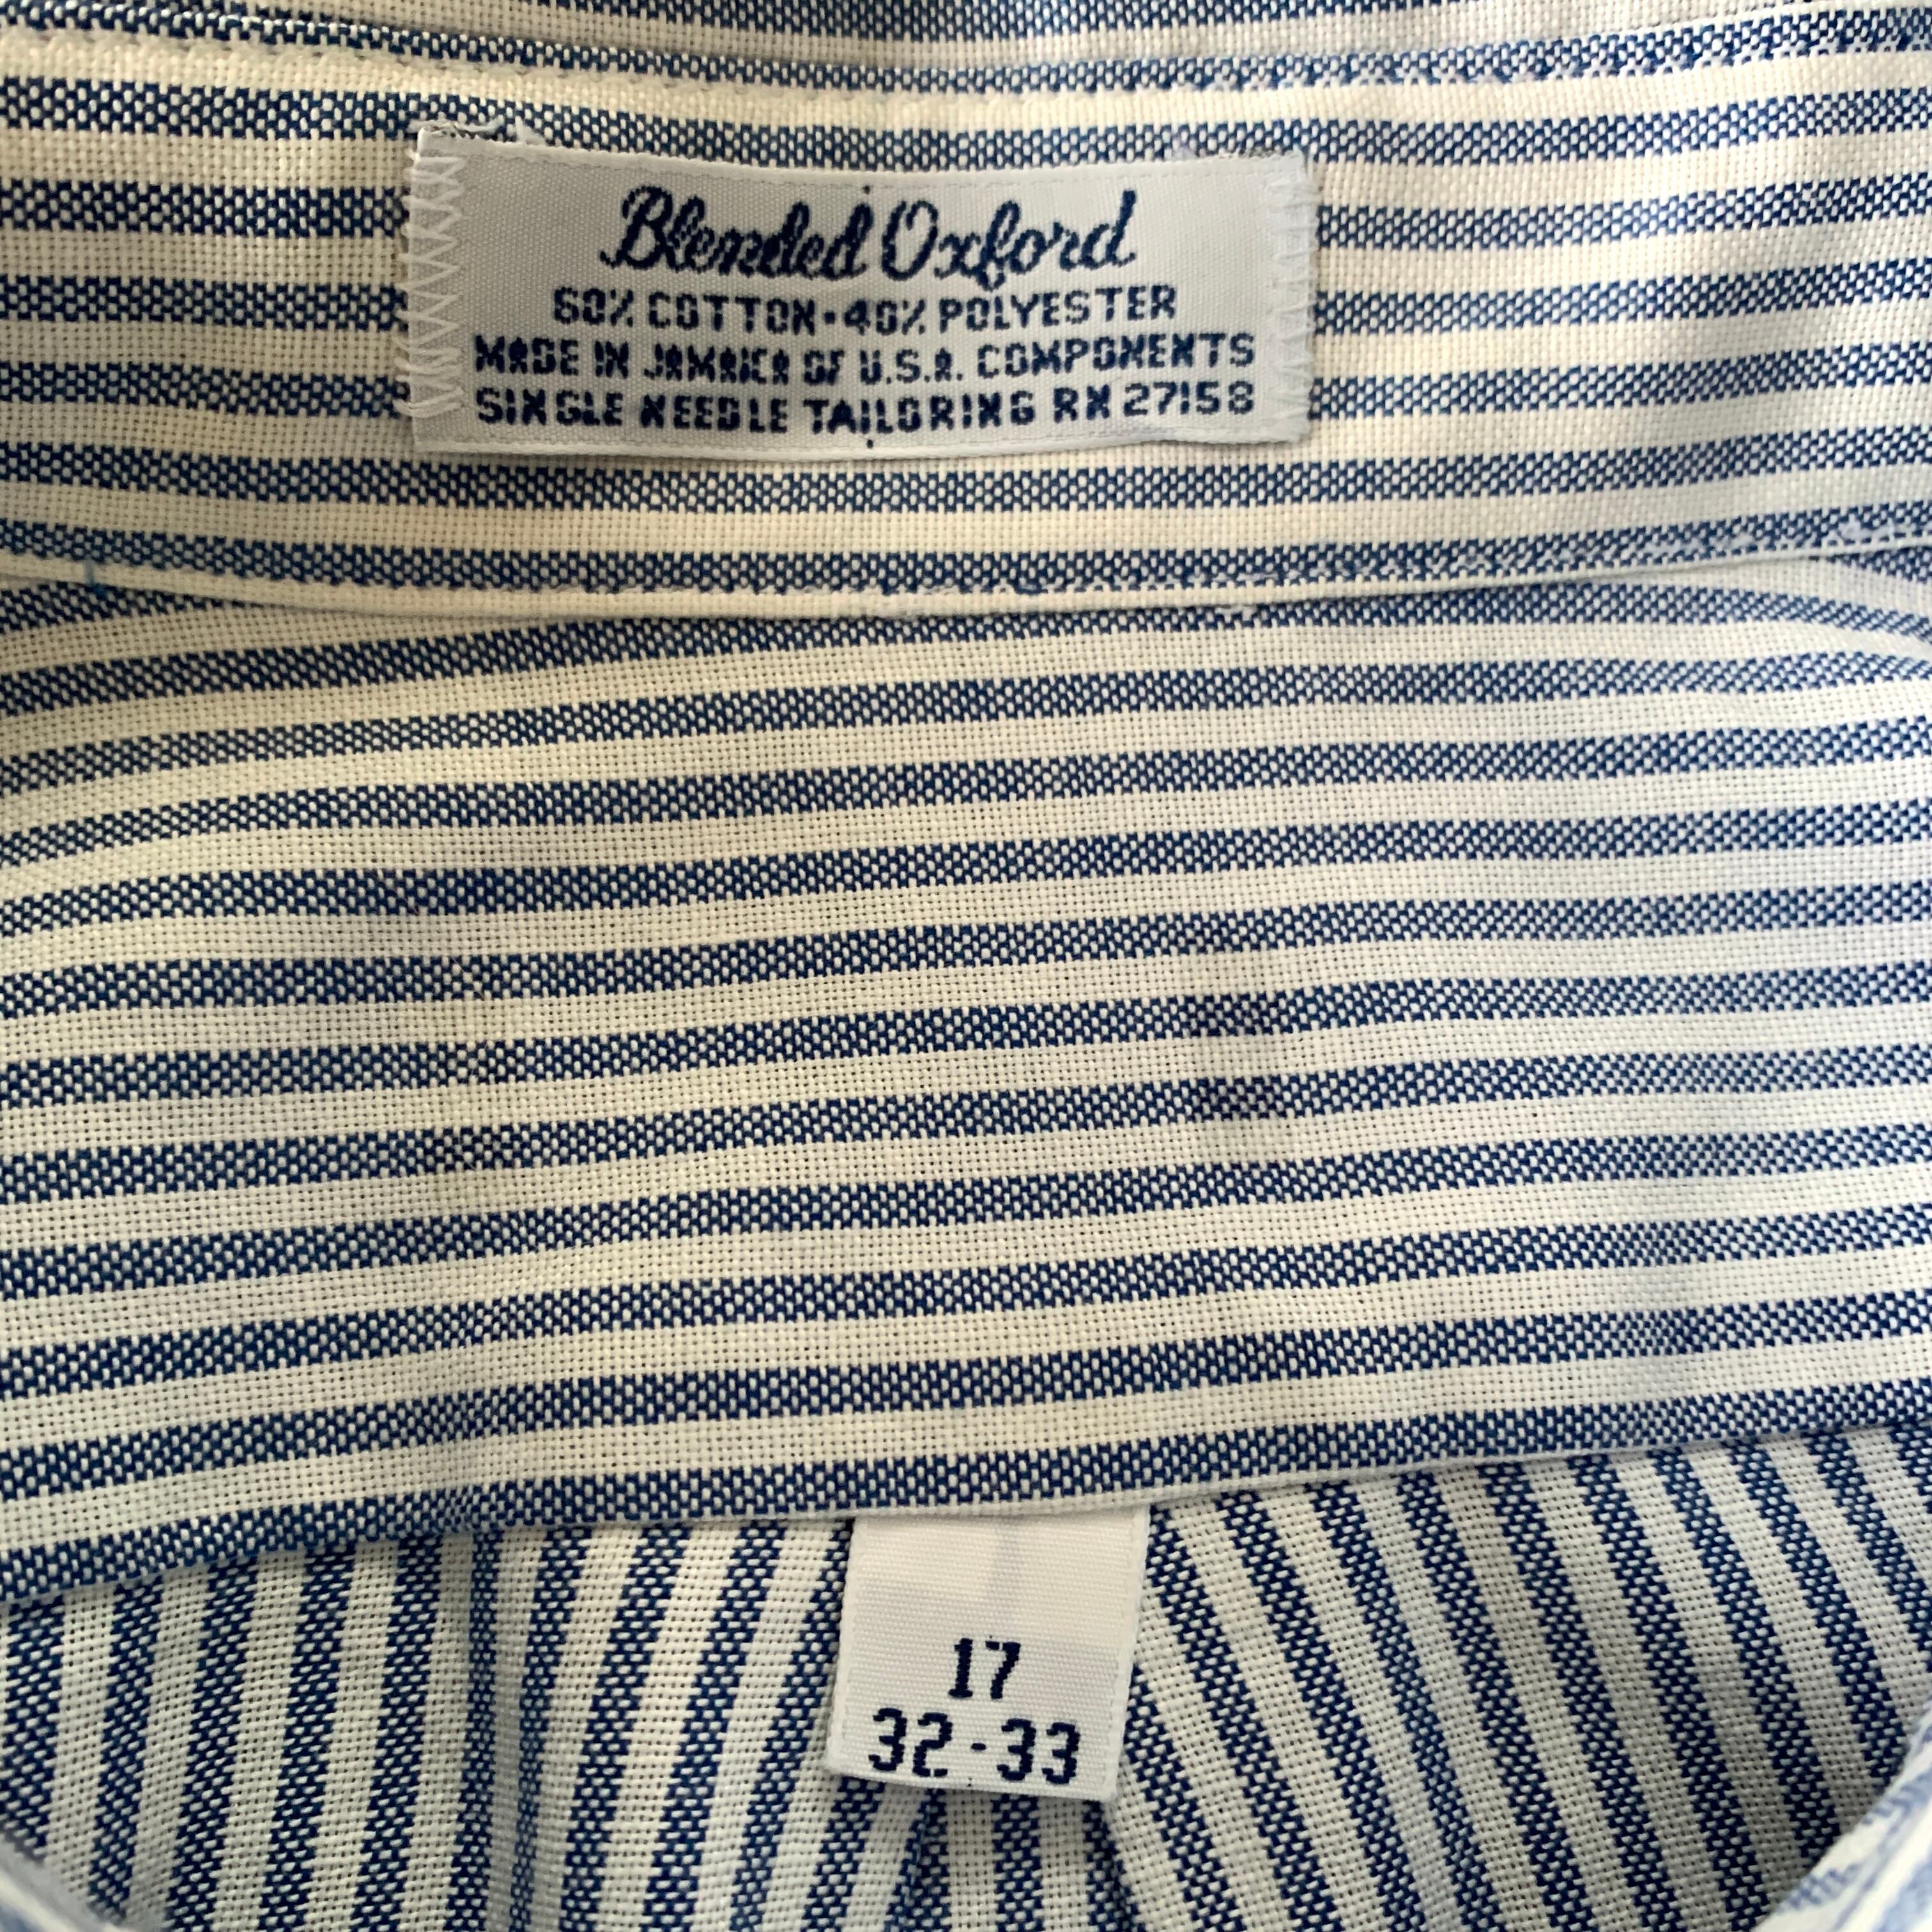 Blended Oxford
60% COTTON·40% POLYESTER
MADE IN JAMAICA OF U.S.A. COMPONENTS
SINGLE NEEDLE TAILORING RN 27158
17
32-33